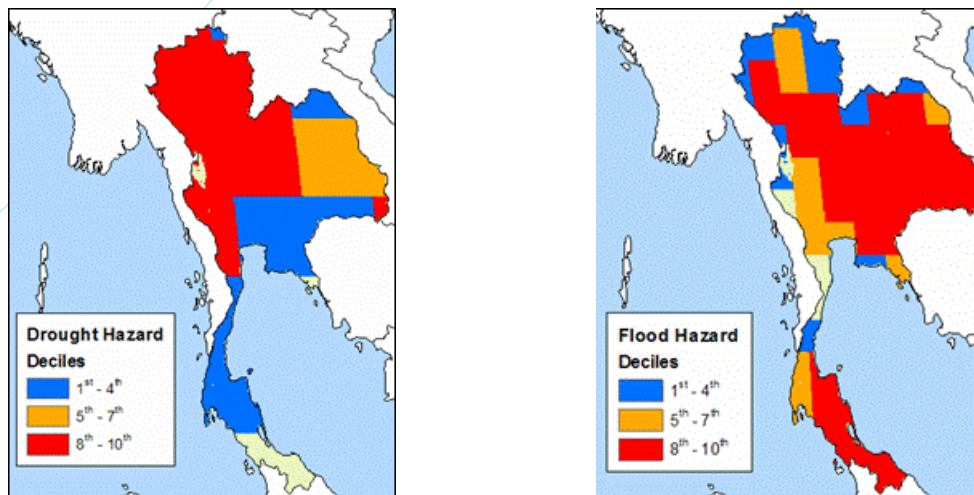 Drought Hazard
Deciles
1st - 4th
5th - 7th
8th - 10th
Flood Hazard
Deciles
1st - 4th
5th - 7th
8th - 10th